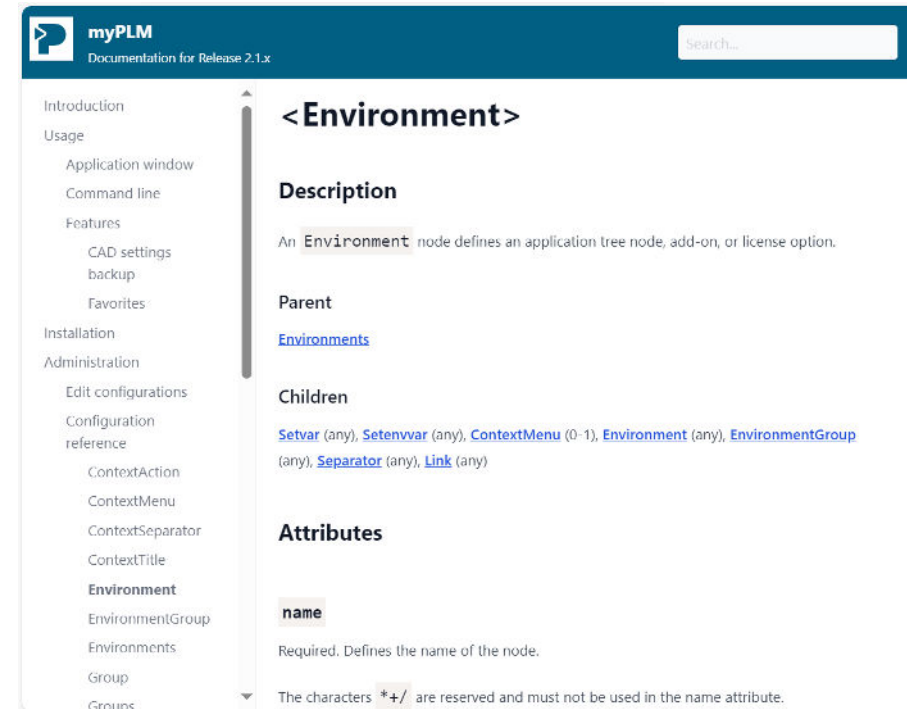 myPLM
Documentation for Release 2.1.x
Search...
Introduction
Usage
Application window
Command line
Features
CAD settings
backup
Favorites
Installation
Administration
Edit configurations
Configuration
reference
ContextAction
ContextMenu
ContextSeparator
ContextTitle
Environment
EnvironmentGroup
Environments
Group
Groups
<Environment>
Description
An Environment node defines an application tree node, add-on, or license option.
Parent
Environments
Children
Setvar (any), Setenvvar (any), ContextMenu (0-1), Environment (any), EnvironmentGroup
(any), Separator (any), Link (any)
Attributes
name
Required. Defines the name of the node.
The characters *+/ are reserved and must not be used in the name attribute.